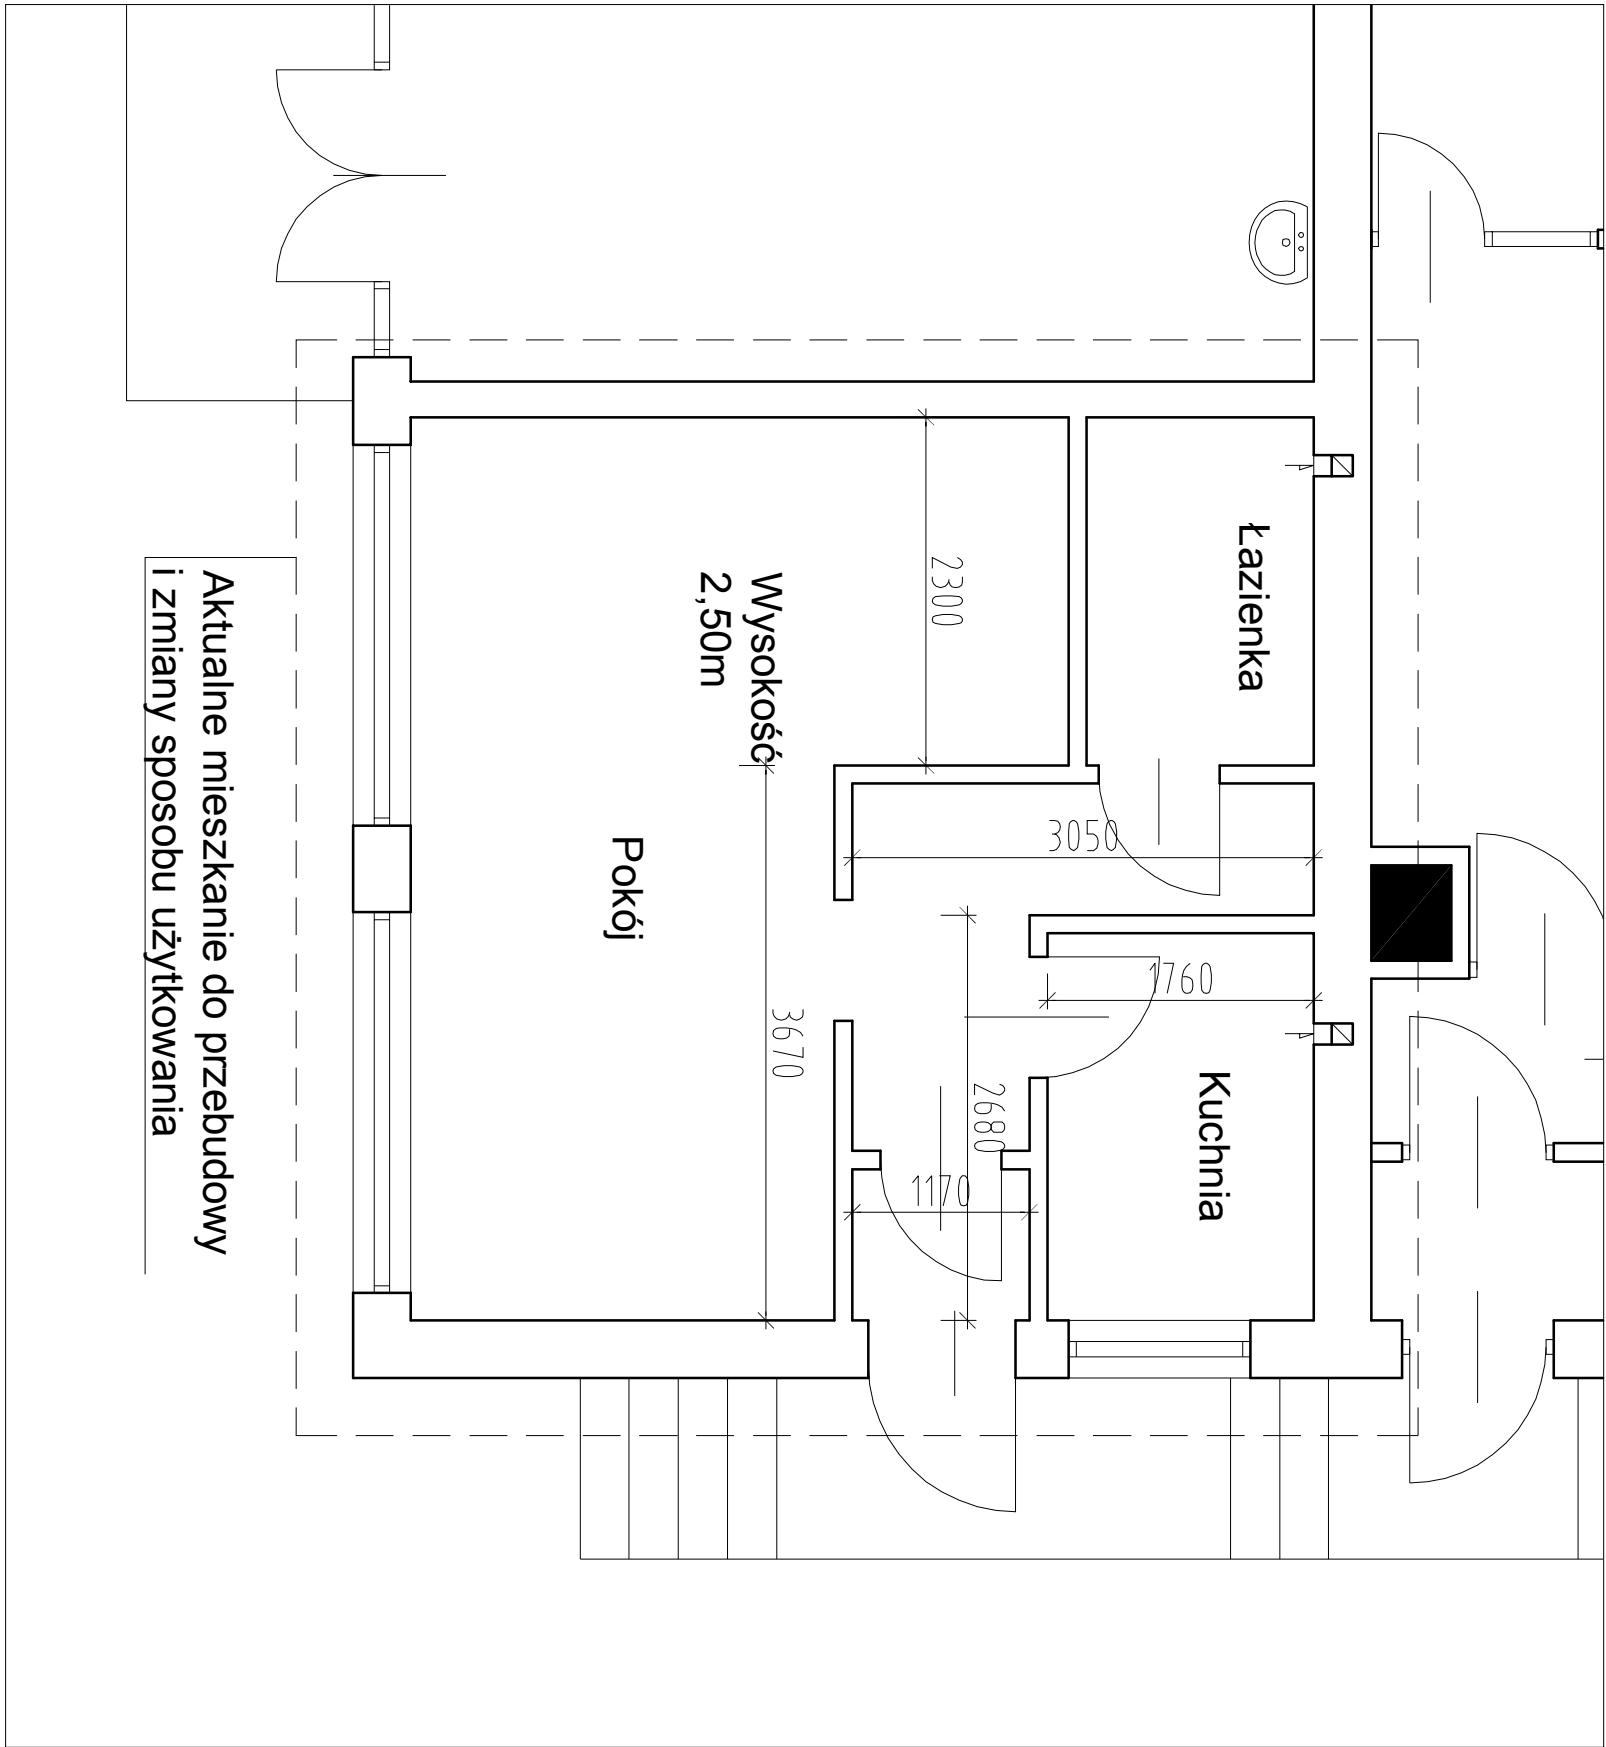 Łazienka
2300
Wysokość
2,50m
3050
Pokój
1760
3670
2680
Kuchnia
1170
Aktualne mieszkanie do przebudowy
i zmiany sposobu użytkowania